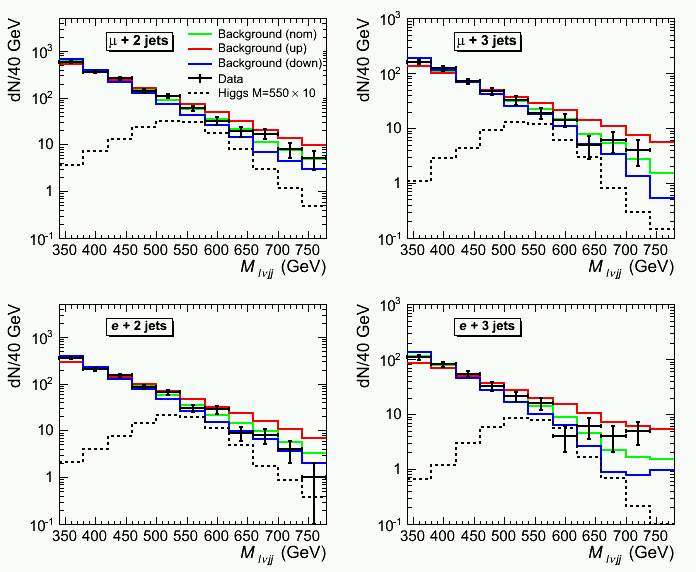 dN/40 GeV
10³
10²
10
1
10⁻¹
μ + 2 jets
Background (nom)
Background (up)
Background (down)
Data
Higgs M=550 × 10
350 400 450 500 550 600 650 700 750
M lνjj (GeV)
dN/40 GeV
10³
10²
10
1
10⁻¹
μ + 3 jets
350 400 450 500 550 600 650 700 750
M lνjj (GeV)
dN/40 GeV
10³
10²
10
1
10⁻¹
e + 2 jets
350 400 450 500 550 600 650 700 750
M lνjj (GeV)
dN/40 GeV
10³
10²
10
1
10⁻¹
e + 3 jets
350 400 450 500 550 600 650 700 750
M lνjj (GeV)